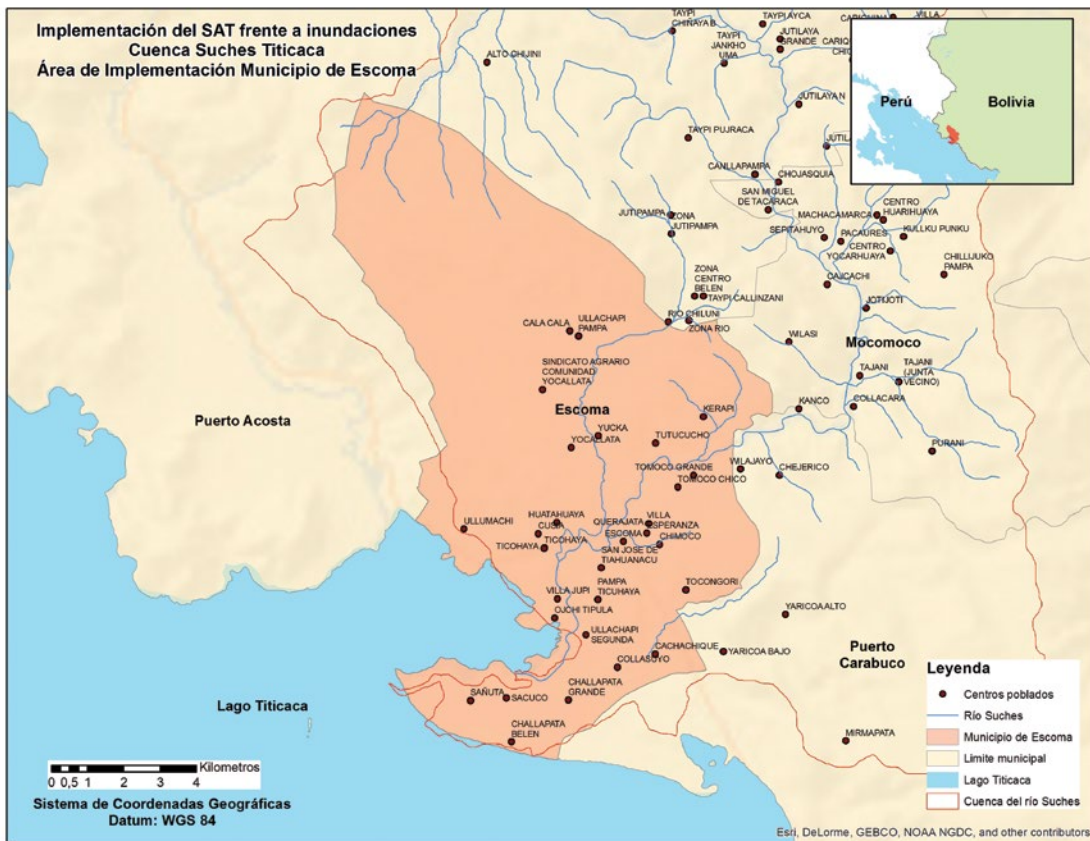 Implementación del SAT frente a inundaciones
Cuenca Suches Titicaca
Área de Implementación Municipio de Escoma
ALTO CHIJINI
TAYPI
CHIÑAYA B
TAYPI AYCA
JUTILAYA
GRANDE
TAYPI
JANKHO
UMA
VILLA
Perú
Bolivia
JUTILAYA N
TAYPI PUJRACA
CANLLAPAMPA
CHOJASQUIA
SAN MIGUEL
DE TACARACA
JUTIPAMPA
ZONA
JUTIPAMPA
MACHACAMARCA
CENTRO
HUARIHUAYA
SEPITAHUYO
PACAURES
KULLKU PUNKU
CENTRO
YOCARHUAYA
CAJCACHI
CHILLIJUKO
PAMPA
ZONA
CENTRO
BELEN
TAYPI CALLINZANI
JOTIJOTI
RIO CHILUNI
ZONA RIO
CALA CALA
ULLACHAPI
PAMPA
WILASI
Mocomoco
SINDICATO AGRARIO
COMUNIDAD
YOCALLATA
TAJANI
TAJANI
(JUNTA
VECINO)
Puerto Acosta
Escoma
KERAPI
KANCO
COLLACARA
YUCKA
YOCALLATA
TUTUCUCHO
PURANI
TOMOCO GRANDE
WILAJAYO
CHEJERICO
TOMOCO CHICO
ULLUMACHI
HUATAHUAYA
QUERAJATA
VILLA
ESPERANZA
ESCOMA
CHIMOCO
TICOHAYA
TICOHAYA
SAN JOSE DE
TIAHUANACU
VILLA JUPI
PAMPA
TICUHAYA
TOCONGORI
OJCHI TIPULA
YARICOA ALTO
ULLACHAPI
SEGUNDA
CACHACHIQUE
YARICOA BAJO
Puerto
Carabuco
COLLASUYO
Lago Titicaca
SAÑUTA
SACUCO
CHALLAPATA
GRANDE
CHALLAPATA
BELEN
MIRMAPATA
Leyenda
Centros poblados
Río Suches
Municipio de Escoma
Límite municipal
Lago Titicaca
Cuenca del río Suches
Kilometros
0 0,5 1 2 3 4
Sistema de Coordenadas Geográficas
Datum: WGS 84
Esri, DeLorme, GEBCO, NOAA NGDC, and other contributors